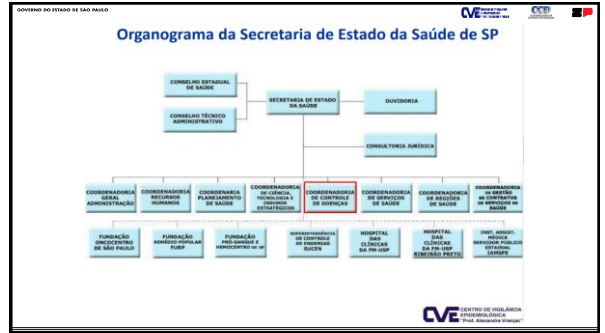 GOVERNO DO ESTADO DE SÃO PAULO
CVE
CCD
SP
Organograma da Secretaria de Estado da Saúde de SP
CONSELHO ESTADUAL
DE SAÚDE
CONSELHO TÉCNICO
ADMINISTRATIVO
SECRETARIA DE ESTADO
DA SAÚDE
OUVIDORIA
CONSULTORIA JURÍDICA
COORDENADORIA
GERAL
ADMINISTRAÇÃO
COORDENADORIA
RECURSOS
HUMANOS
COORDENARIA
PLANEJAMENTO
DE SAÚDE
COORDENADORIA
DE CIÊNCIA,
TECNOLOGIA E
INSUMOS
ESTRATÉGICOS
COORDENADORIA
DE CONTROLE
DE DOENÇAS
COORDENADORIA
DE SERVIÇOS
DE SAÚDE
COORDENADORIA
DE REGIÕES
DE SAÚDE
COORDENADORIA
DE GESTÃO
DE CONTRATOS
DE SERVIÇOS DE
SAÚDE
FUNDAÇÃO
ONCOCENTRO
DE SÃO PAULO
FUNDAÇÃO
REMÉDIO POPULAR
FURP
FUNDAÇÃO
PRÓ-SANGUE E
HEMOCENTRO DE SP
SUPERINTENDÊNCIA
DE CONTROLE
DE ENDEMIAS
SUCEN
HOSPITAL
DAS
CLÍNICAS
DA FM-USP
HOSPITAL
DAS
CLÍNICAS
DA FM-USP
RIBEIRÃO PRETO
INST. ASSIST.
MÉDICA
SERVIDOR PÚBLICO
ESTADUAL
IAMSPE
CVE
CENTRO DE VIGILÂNCIA
EPIDEMIOLÓGICA
"Prof. Alexandre Vranjac"